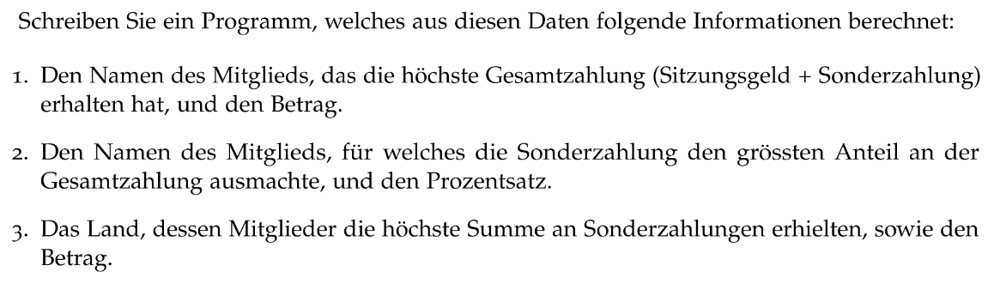 Schreiben Sie ein Programm, welches aus diesen Daten folgende Informationen berechnet:
1. Den Namen des Mitglieds, das die höchste Gesamtzahlung (Sitzungsgeld + Sonderzahlung)
erhalten hat, und den Betrag.
2. Den Namen des Mitglieds, für welches die Sonderzahlung den grössten Anteil an der
Gesamtzahlung ausmachte, und den Prozentsatz.
3. Das Land, dessen Mitglieder die höchste Summe an Sonderzahlungen erhielten, sowie den
Betrag.